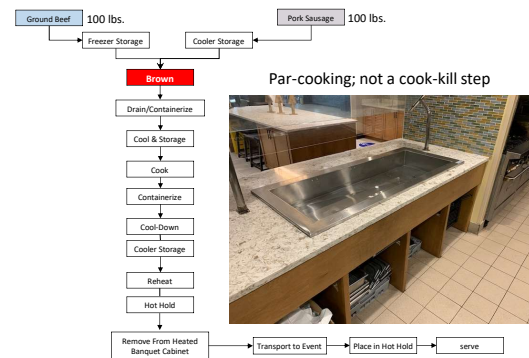 Ground Beef
100 lbs.
Pork Sausage
100 lbs.
Freezer Storage
Cooler Storage
Brown
Par-cooking; not a cook-kill step
Drain/Containerize
Cool & Storage
Cook
Containerize
Cool-Down
Cooler Storage
Reheat
Hot Hold
Remove From Heated
Banquet Cabinet
Transport to Event
Place in Hot Hold
serve